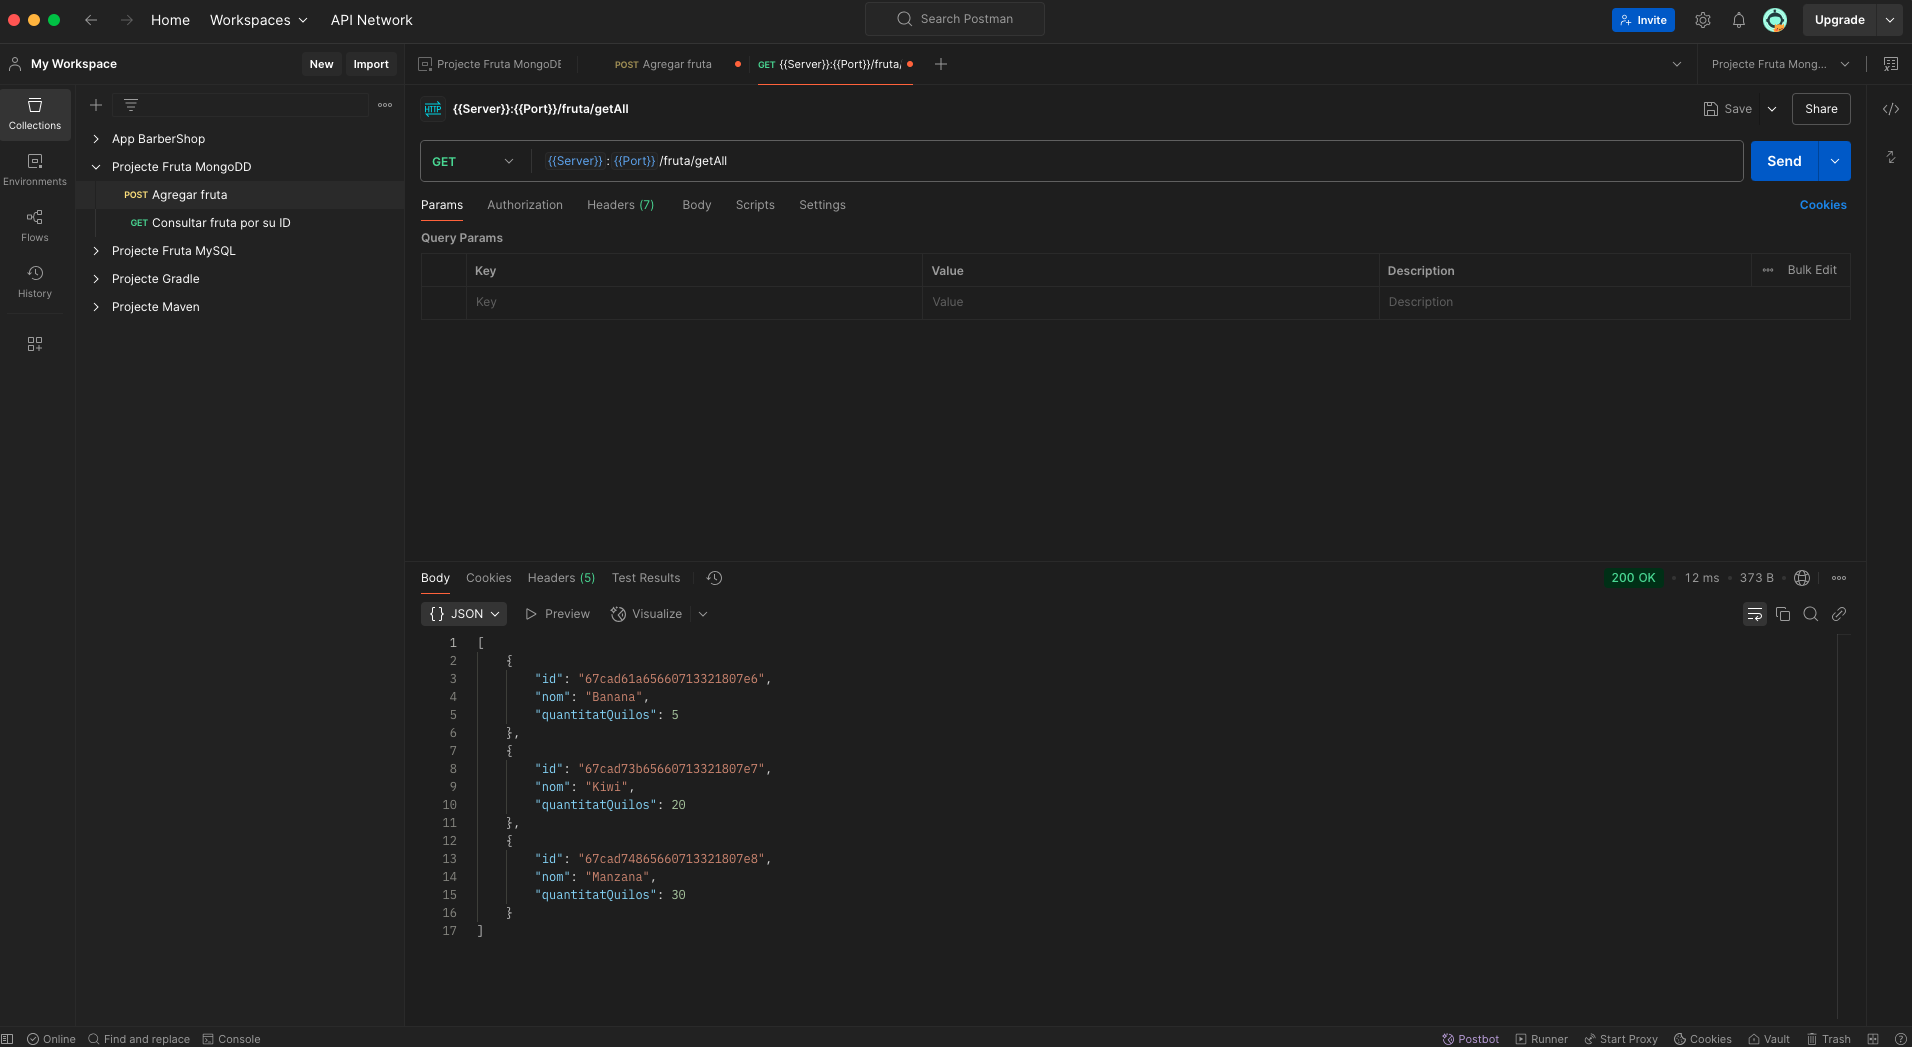 Home Workspaces API Network Search Postman Invite Upgrade
My Workspace New Import Projecte Fruta MongoDE POST Agregar fruta GET {{Server}}:{{Port}}/fruta/ Projecte Fruta Mong...
Collections
Environments
Flows
History
App BarberShop
Projecte Fruta MongoDD
POST Agregar fruta
GET Consultar fruta por su ID
Projecte Fruta MySQL
Projecte Gradle
Projecte Maven
HTTP {{Server}}:{{Port}}/fruta/getAll Save Share
GET {{Server}} : {{Port}} /fruta/getAll Send
Params Authorization Headers (7) Body Scripts Settings Cookies
Query Params
Key Value Description Bulk Edit
Key Value Description
Body Cookies Headers (5) Test Results 200 OK • 12 ms • 373 B •
{} JSON Preview Visualize
1 [
2 {
3 "id": "67cad61a65660713321807e6",
4 "nom": "Banana",
5 "quantitatQuilos": 5
6 },
7 {
8 "id": "67cad73b65660713321807e7",
9 "nom": "Kiwi",
10 "quantitatQuilos": 20
11 },
12 {
13 "id": "67cad74865660713321807e8",
14 "nom": "Manzana",
15 "quantitatQuilos": 30
16 }
17 ]
Online Find and replace Console Postbot Runner Start Proxy Cookies Vault Trash